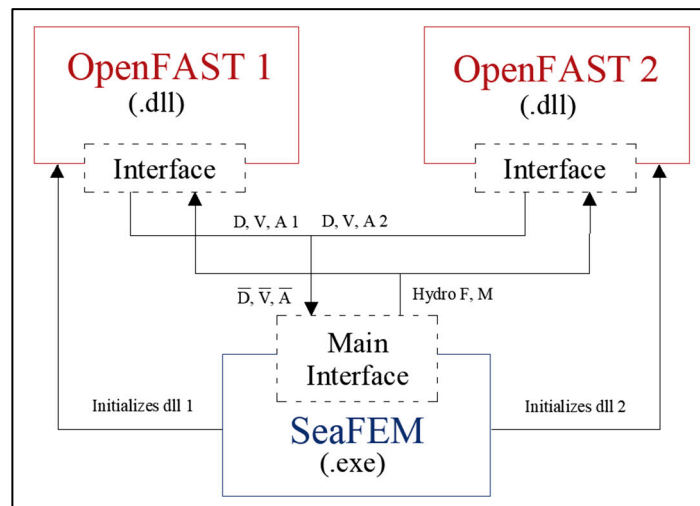 OpenFAST 1
(.dll)
Interface
OpenFAST 2
(.dll)
Interface
D, V, A 1
D, V, A 2
D̅, V̅, A̅
Hydro F, M
Main
Interface
Initializes dll 1
Initializes dll 2
SeaFEM
(.exe)